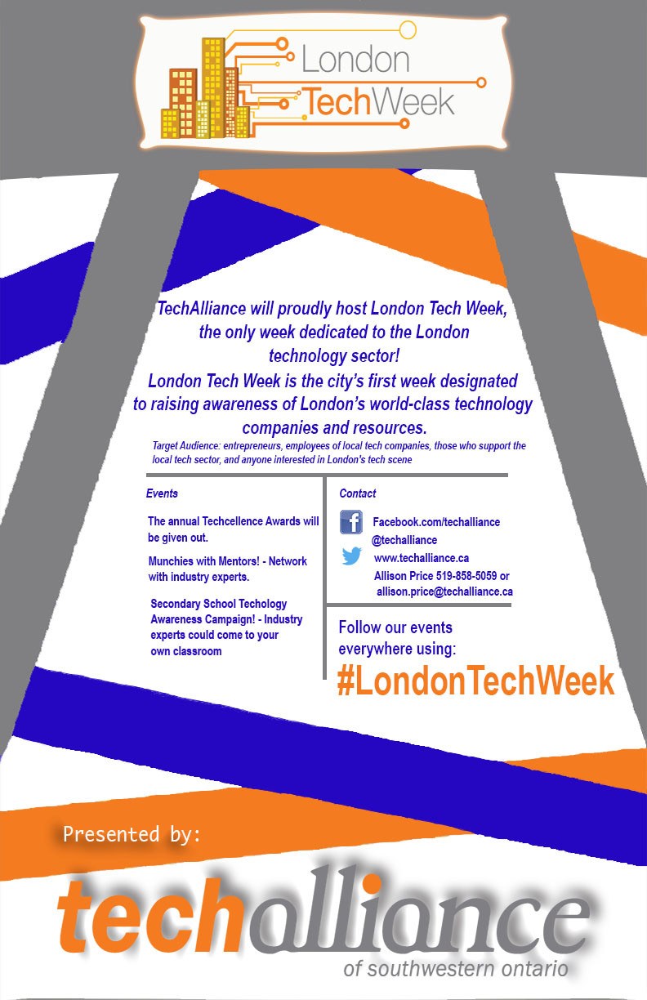 London
TechWeek
TechAlliance will proudly host London Tech Week,
the only week dedicated to the London
technology sector!
London Tech Week is the city's first week designated
to raising awareness of London's world-class technology
companies and resources.
Target Audience: entrepreneurs, employees of local tech companies, those who support the
local tech sector, and anyone interested in London's tech scene
Events
The annual Techcellence Awards will
be given out.
Munchies with Mentors! - Network
with industry experts.
Secondary School Techology
Awareness Campaign! - Industry
experts could come to your
own classroom
Contact
f
Facebook.com/techalliance
@techalliance
www.techalliance.ca
Allison Price 519-858-5059 or
allison.price@techalliance.ca
Follow our events
everywhere using:
#LondonTechWeek
Presented by:
techalliance
of southwestern ontario